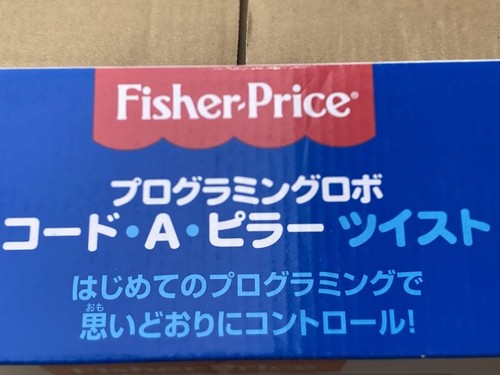 Fisher-Price®
プログラミングロボ
コード・A・ピラー ツイスト
はじめてのプログラミングで
おも
思いどおりにコントロール!